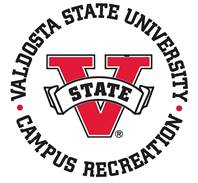 VALDOSTA STATE UNIVERSITY
V
STATE
®
• CAMPUS RECREATION •